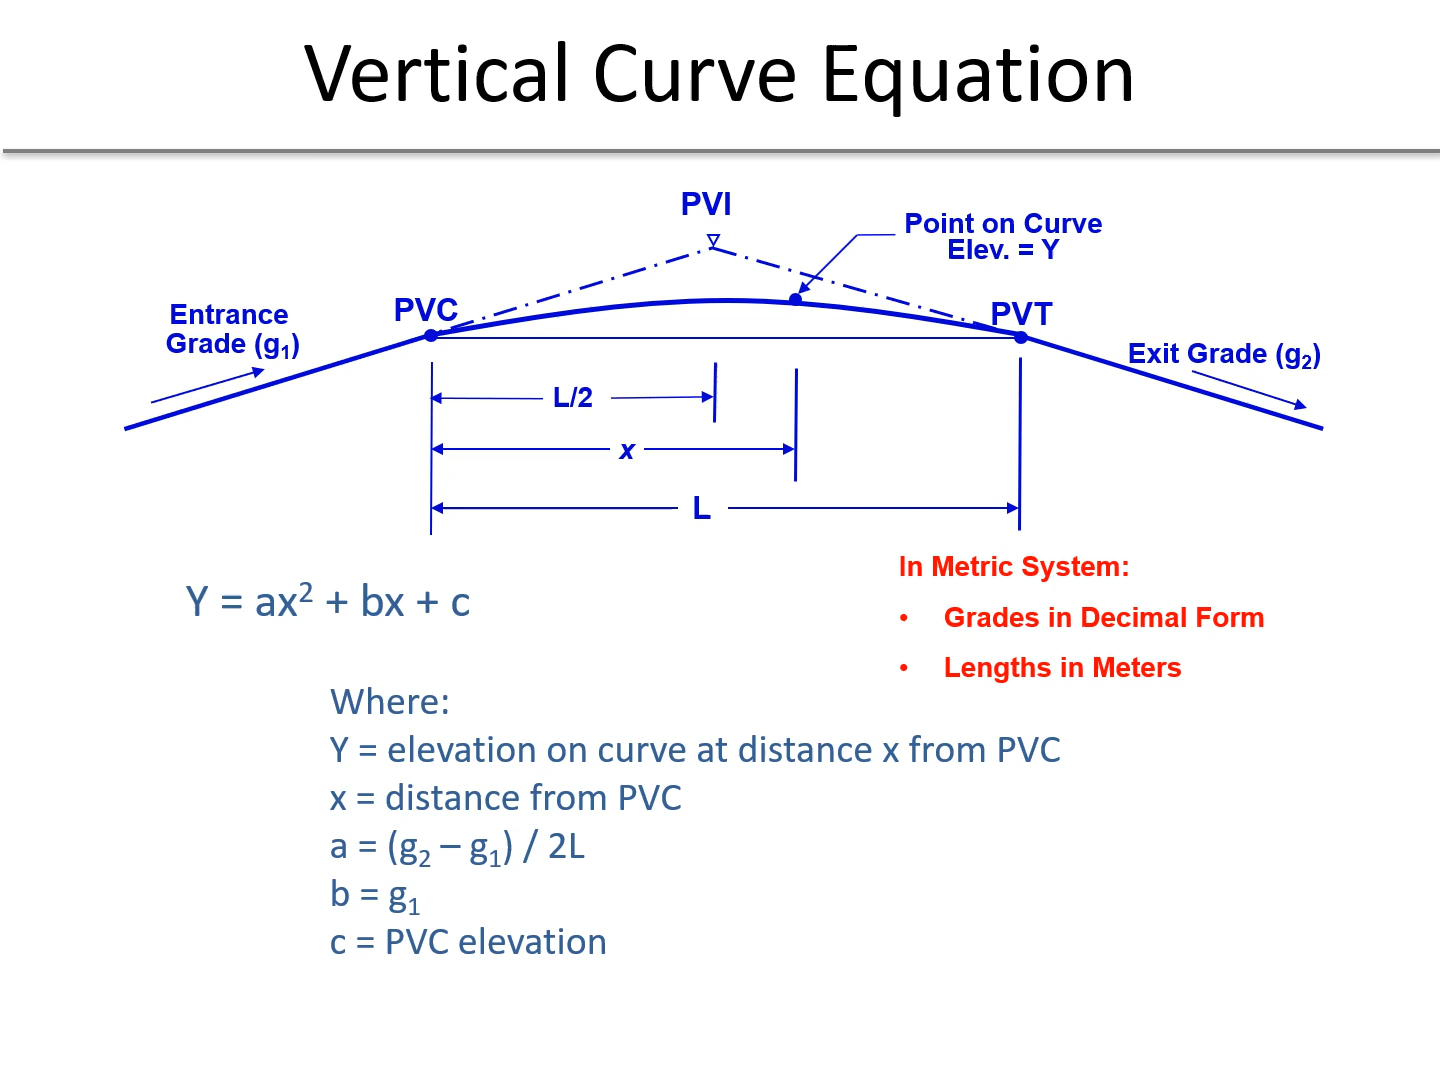 Vertical Curve Equation
PVI
Point on Curve
Elev. = Y
PVC
PVT
Entrance
Grade (g₁)
Exit Grade (g₂)
L/2
x
L
In Metric System:
• Grades in Decimal Form
• Lengths in Meters
Y = ax² + bx + c
Where:
Y = elevation on curve at distance x from PVC
x = distance from PVC
a = (g₂ – g₁) / 2L
b = g₁
c = PVC elevation